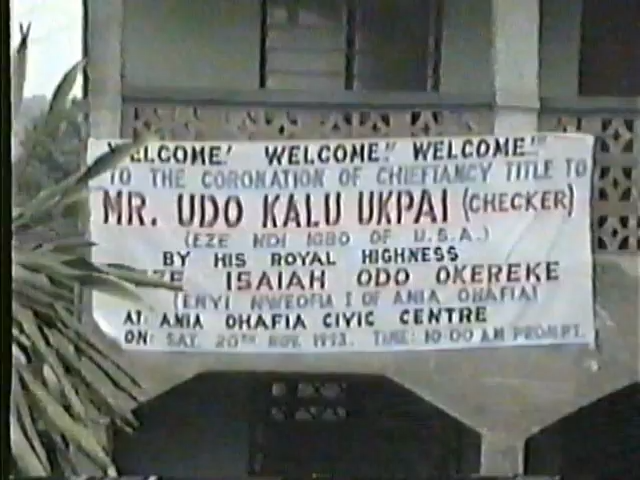 WELCOME! WELCOME!! WELCOME!!!
TO THE CORONATION OF CHIEFTANCY TITLE TO
MR. UDO KALU UKPAI (CHECKER)
(EZE NDI IGBO OF U.S.A.)
BY HIS ROYAL HIGHNESS
EZE ISAIAH ODO OKEREKE
(ENYI I OF ANIA OHAFIA)
AT: ANIA OHAFIA CIVIC CENTRE
ON: SAT. 20TH NOV. 1993. TIME: 10:00 AM PROMPT.